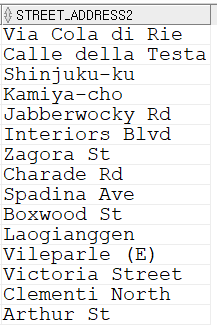 STREET_ADDRESS2
Via Cola di Rie
Calle della Testa
Shinjuku-ku
Kamiya-cho
Jabberwocky Rd
Interiors Blvd
Zagora St
Charade Rd
Spadina Ave
Boxwood St
Laogianggen
Vileparle (E)
Victoria Street
Clementi North
Arthur St